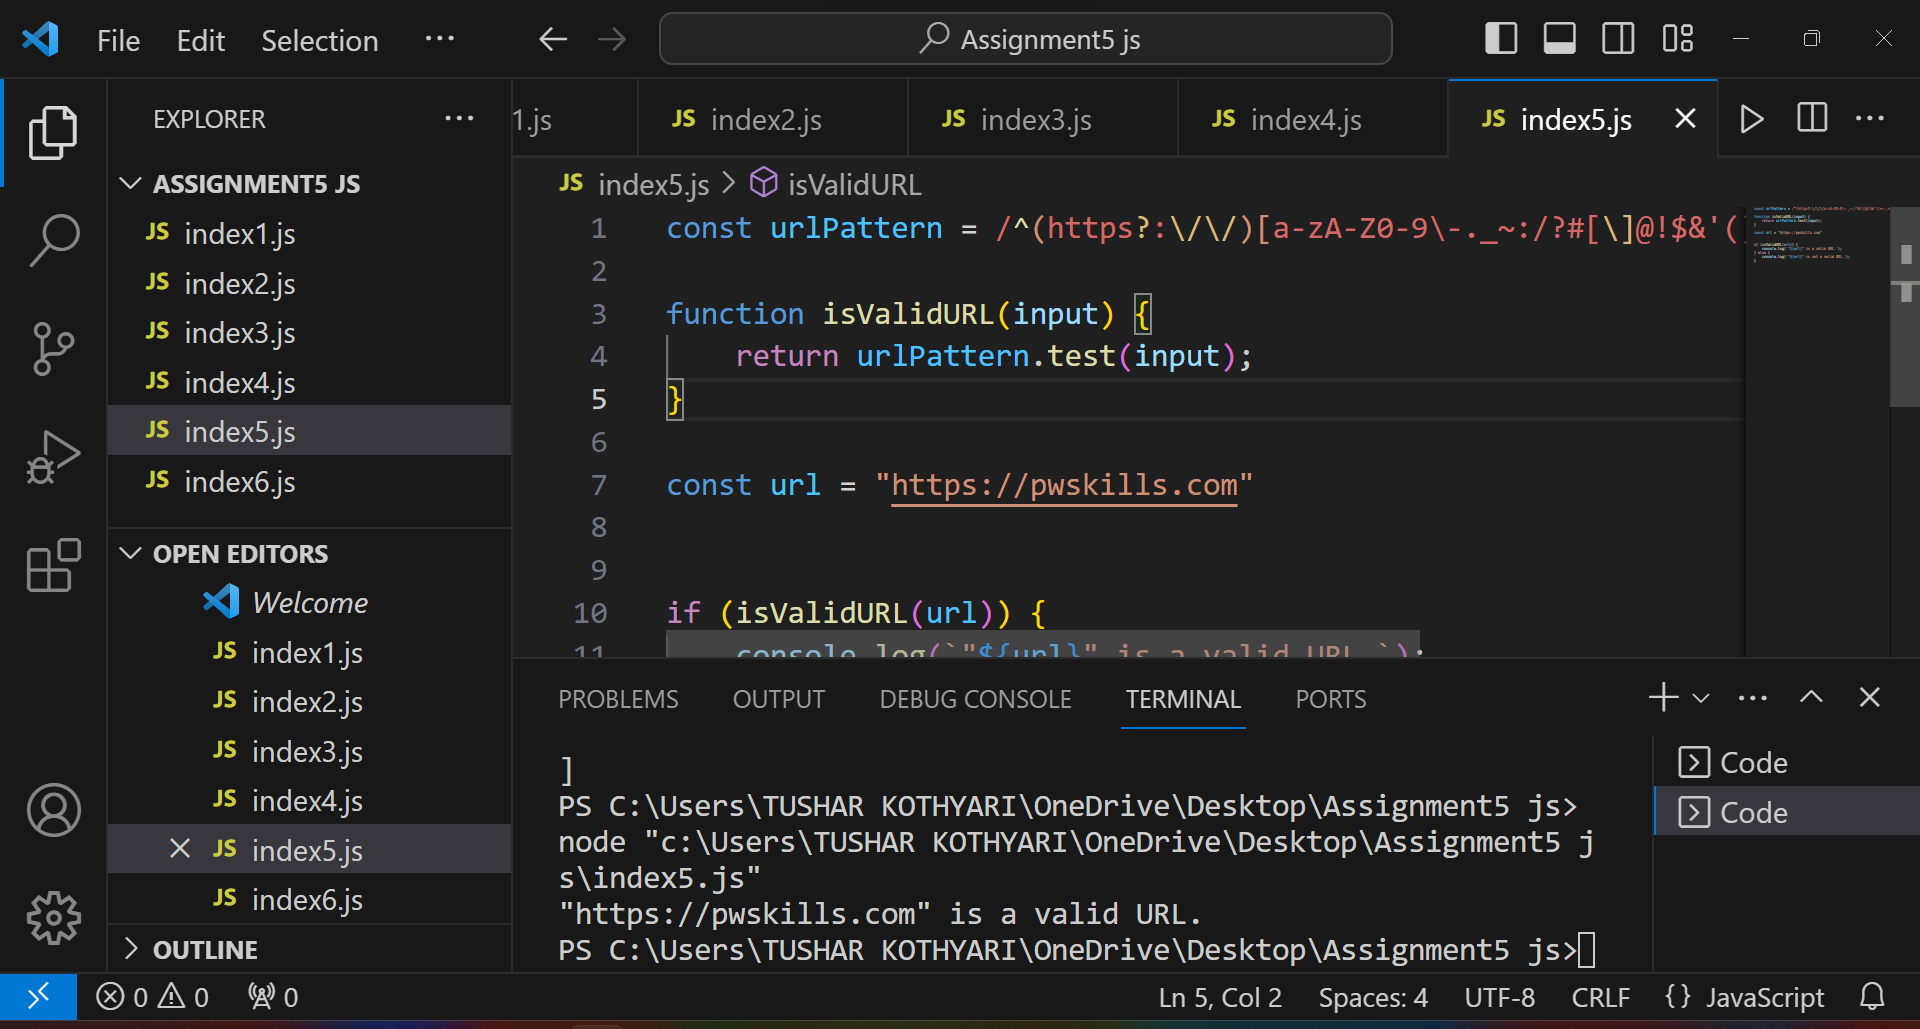 File Edit Selection ··· Assignment5 js
EXPLORER ···
ASSIGNMENT5 JS
JS index1.js
JS index2.js
JS index3.js
JS index4.js
JS index5.js
JS index6.js
OPEN EDITORS
Welcome
JS index1.js
JS index2.js
JS index3.js
JS index4.js
JS index5.js
JS index6.js
OUTLINE
1.js JS index2.js JS index3.js JS index4.js JS index5.js
JS index5.js > isValidURL
1 const urlPattern = /^(https?:\/\/)[a-zA-Z0-9\-._~:/?#[\]@!$&'(
2
3 function isValidURL(input) {
4 return urlPattern.test(input);
5 }
6
7 const url = "https://pwskills.com"
8
9
10 if (isValidURL(url)) {
11 console.log(`"${url}" is a valid URL.`);
PROBLEMS OUTPUT DEBUG CONSOLE TERMINAL PORTS
]
PS C:\Users\TUSHAR KOTHYARI\OneDrive\Desktop\Assignment5 js>
node "c:\Users\TUSHAR KOTHYARI\OneDrive\Desktop\Assignment5 j
s\index5.js"
"https://pwskills.com" is a valid URL.
PS C:\Users\TUSHAR KOTHYARI\OneDrive\Desktop\Assignment5 js>
Code
Code
0 0 0 Ln 5, Col 2 Spaces: 4 UTF-8 CRLF {} JavaScript